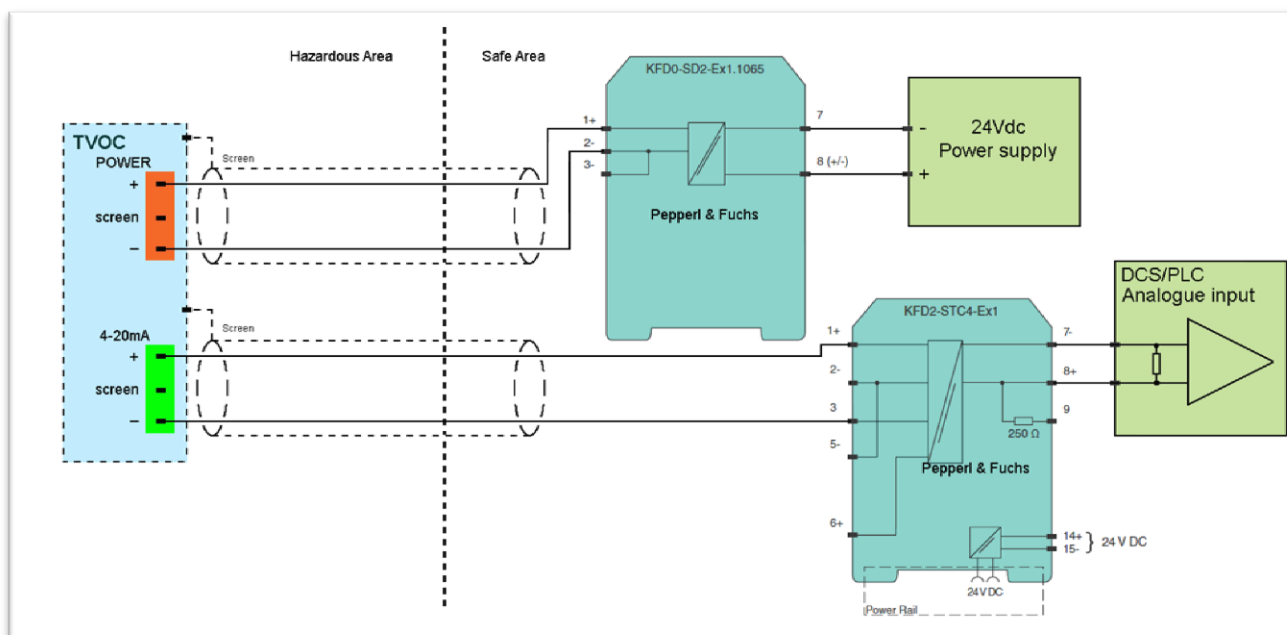 Hazardous Area
Safe Area
KFD0-SD2-Ex1.1065
TVOC
POWER
+
screen
–
Screen
1+
2-
3-
7
8 (+/-)
Pepperl & Fuchs
-
24Vdc
Power supply
+
4-20mA
+
screen
–
Screen
KFD2-STC4-Ex1
1+
2-
3
5-
6+
7-
8+
9
250 Ω
Pepperl & Fuchs
14+
15-
} 24 V DC
24V DC
Power Rail
DCS/PLC
Analogue input